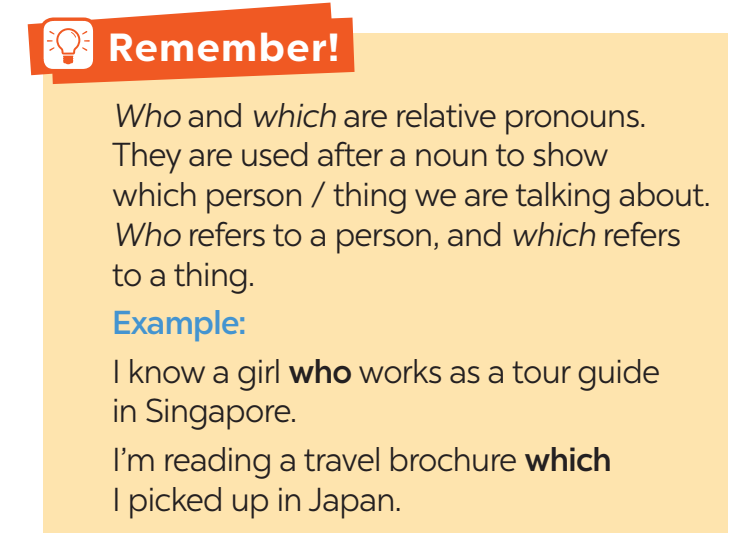 Remember!
Who and which are relative pronouns.
They are used after a noun to show
which person / thing we are talking about.
Who refers to a person, and which refers
to a thing.
Example:
I know a girl who works as a tour guide
in Singapore.
I'm reading a travel brochure which
I picked up in Japan.